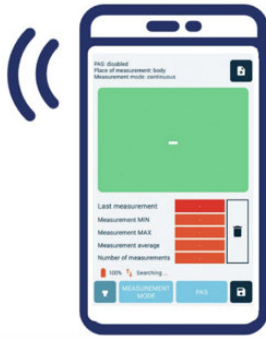 PAS: disabled
Place of measurement: body
Measurement mode: continuous
-
Last measurement -
Measurement MIN -
Measurement MAX -
Measurement average -
Number of measurements -
100% Searching ...
MEASUREMENT MODE
PAS